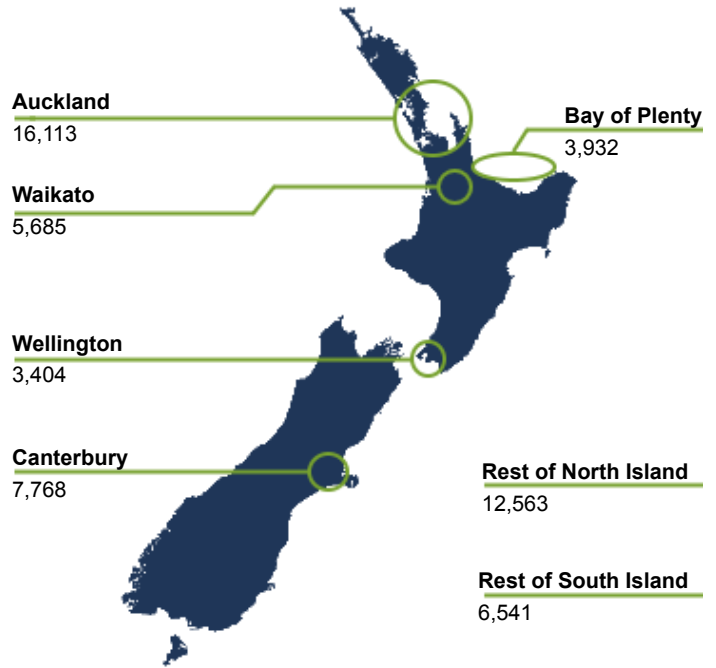 Auckland
16,113
Bay of Plenty
3,932
Waikato
5,685
Wellington
3,404
Canterbury
7,768
Rest of North Island
12,563
Rest of South Island
6,541